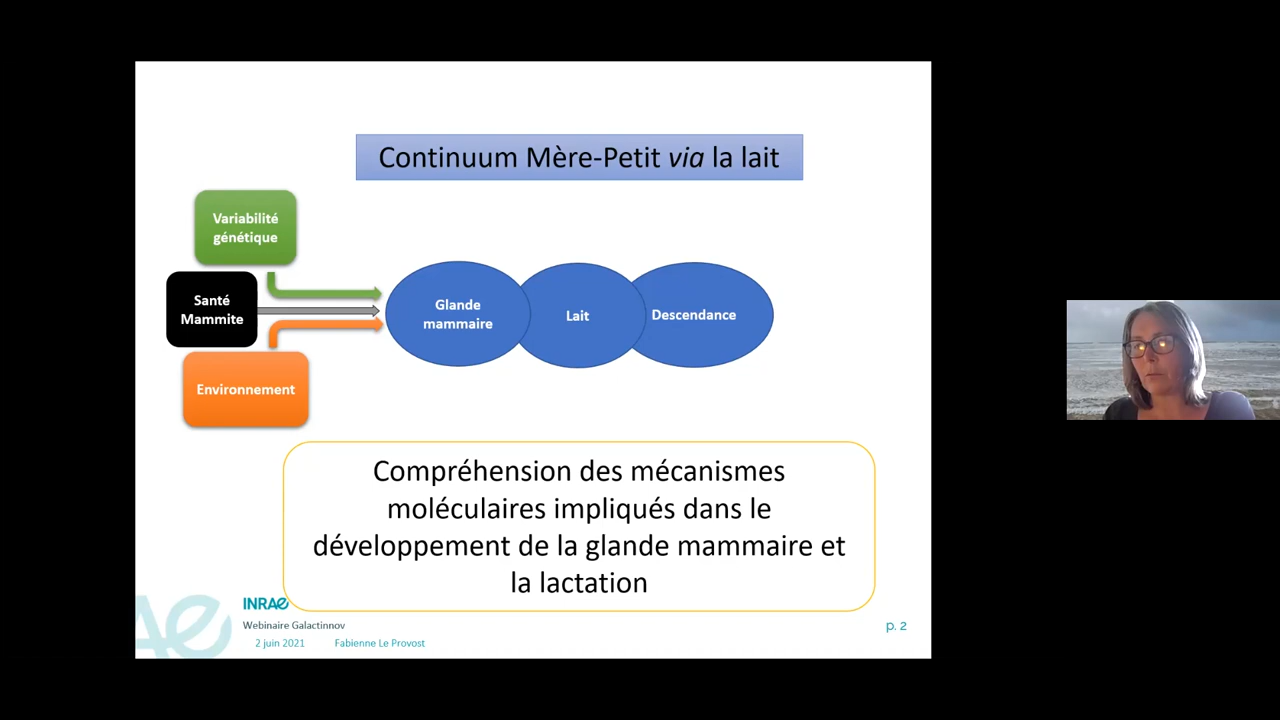 Continuum Mère-Petit via la lait
Variabilité
génétique
Santé
Mammite
Environnement
Glande
mammaire
Lait
Descendance
Compréhension des mécanismes
moléculaires impliqués dans le
développement de la glande mammaire et
la lactation
INRAE
Webinaire Galactinnov
2 juin 2021 Fabienne Le Provost
p. 2